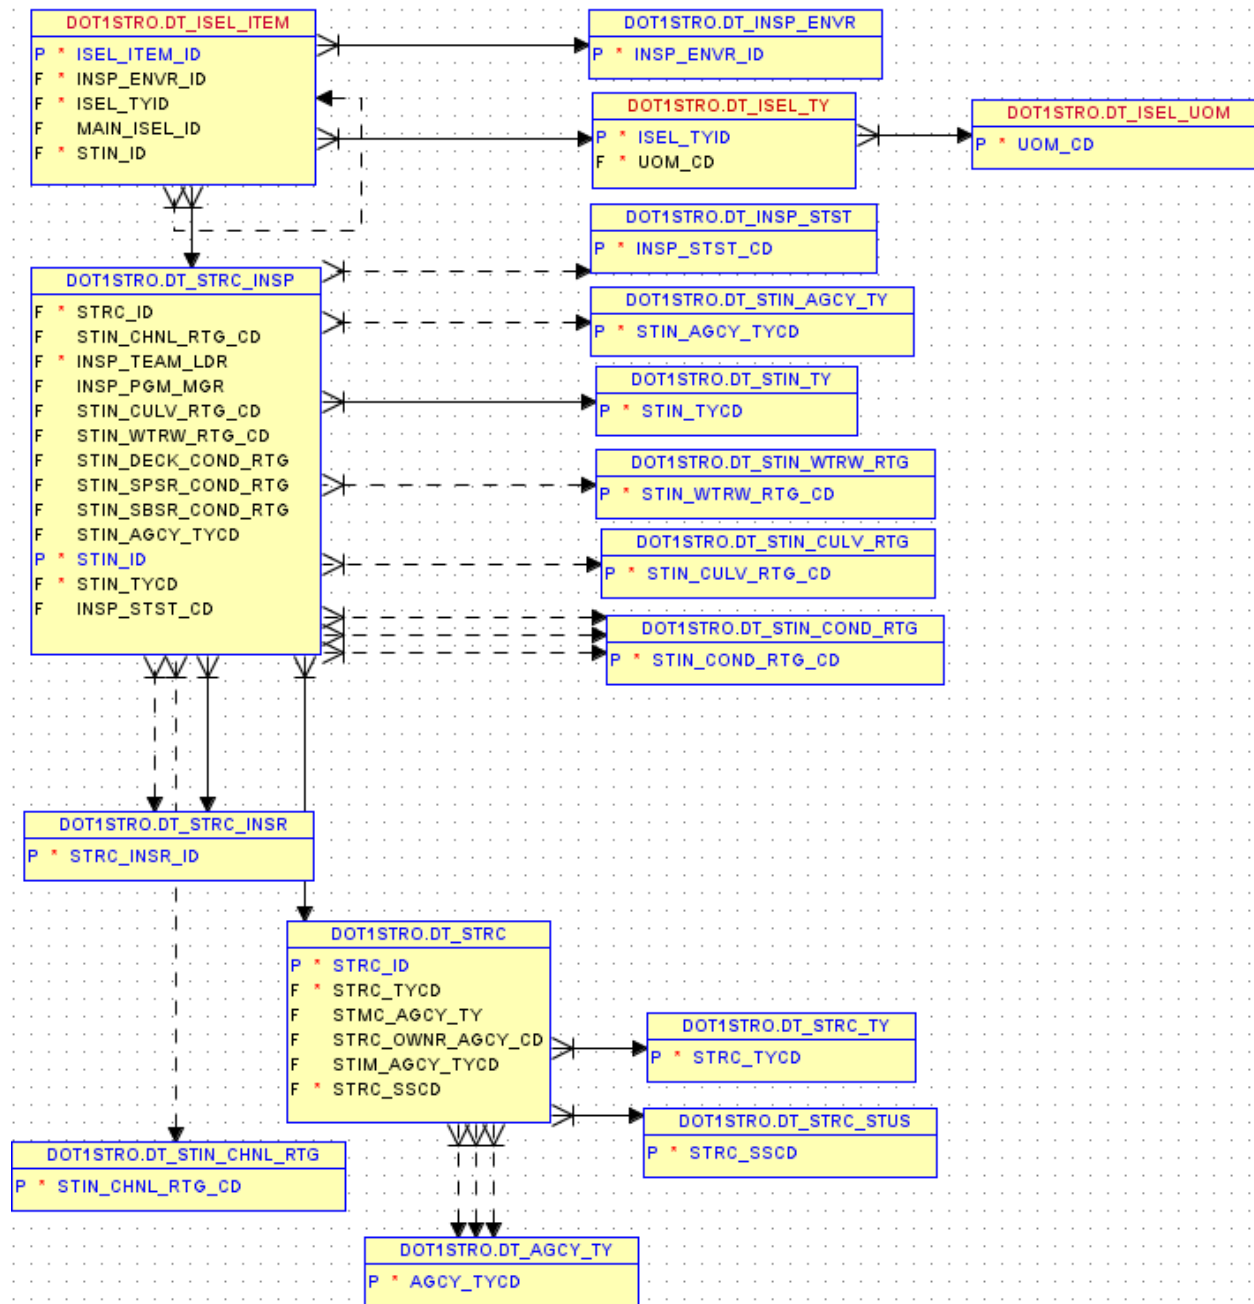 DOT1STRO.DT_ISEL_ITEM
P * ISEL_ITEM_ID
F * INSP_ENVR_ID
F * ISEL_TYID
F MAIN_ISEL_ID
F * STIN_ID
DOT1STRO.DT_INSP_ENVR
P * INSP_ENVR_ID
DOT1STRO.DT_ISEL_TY
P * ISEL_TYID
F * UOM_CD
DOT1STRO.DT_ISEL_UOM
P * UOM_CD
DOT1STRO.DT_INSP_STST
P * INSP_STST_CD
DOT1STRO.DT_STRC_INSP
F * STRC_ID
F STIN_CHNL_RTG_CD
F * INSP_TEAM_LDR
F INSP_PGM_MGR
F STIN_CULV_RTG_CD
F STIN_WTRW_RTG_CD
F STIN_DECK_COND_RTG
F STIN_SPSR_COND_RTG
F STIN_SBSR_COND_RTG
F STIN_AGCY_TYCD
P * STIN_ID
F * STIN_TYCD
F INSP_STST_CD
DOT1STRO.DT_STIN_AGCY_TY
P * STIN_AGCY_TYCD
DOT1STRO.DT_STIN_TY
P * STIN_TYCD
DOT1STRO.DT_STIN_WTRW_RTG
P * STIN_WTRW_RTG_CD
DOT1STRO.DT_STIN_CULV_RTG
P * STIN_CULV_RTG_CD
DOT1STRO.DT_STIN_COND_RTG
P * STIN_COND_RTG_CD
DOT1STRO.DT_STRC_INSR
P * STRC_INSR_ID
DOT1STRO.DT_STRC
P * STRC_ID
F * STRC_TYCD
F STMC_AGCY_TY
F STRC_OWNR_AGCY_CD
F STIM_AGCY_TYCD
F * STRC_SSCD
DOT1STRO.DT_STRC_TY
P * STRC_TYCD
DOT1STRO.DT_STRC_STUS
P * STRC_SSCD
DOT1STRO.DT_STIN_CHNL_RTG
P * STIN_CHNL_RTG_CD
DOT1STRO.DT_AGCY_TY
P * AGCY_TYCD